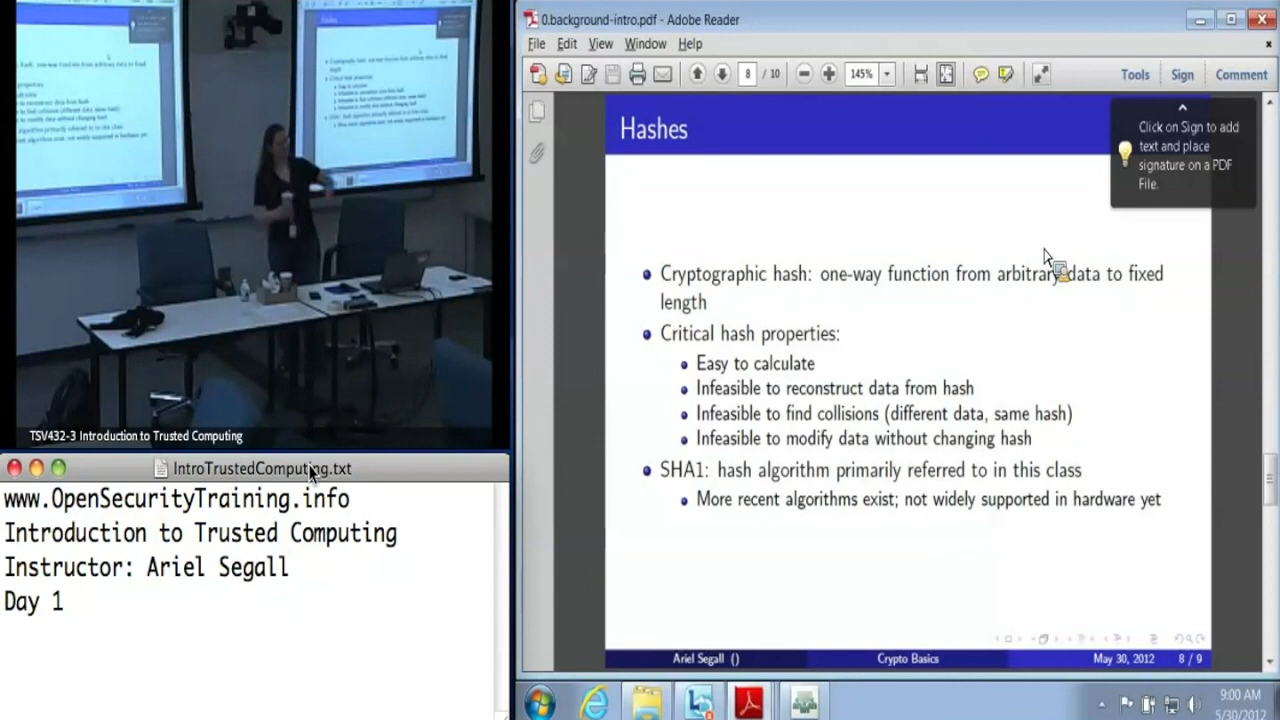 TSV432-3 Introduction to Trusted Computing
IntroTrustedComputing.txt
www.OpenSecurityTraining.info
Introduction to Trusted Computing
Instructor: Ariel Segall
Day 1
0.background-intro.pdf - Adobe Reader
File Edit View Window Help
8 / 10 145% Tools Sign Comment
Hashes
Click on Sign to add
text and place
signature on a PDF
File.
Cryptographic hash: one-way function from arbitrary data to fixed
length
Critical hash properties:
Easy to calculate
Infeasible to reconstruct data from hash
Infeasible to find collisions (different data, same hash)
Infeasible to modify data without changing hash
SHA1: hash algorithm primarily referred to in this class
More recent algorithms exist; not widely supported in hardware yet
Ariel Segall () Crypto Basics May 30, 2012 8 / 9
9:00 AM
5/30/2012